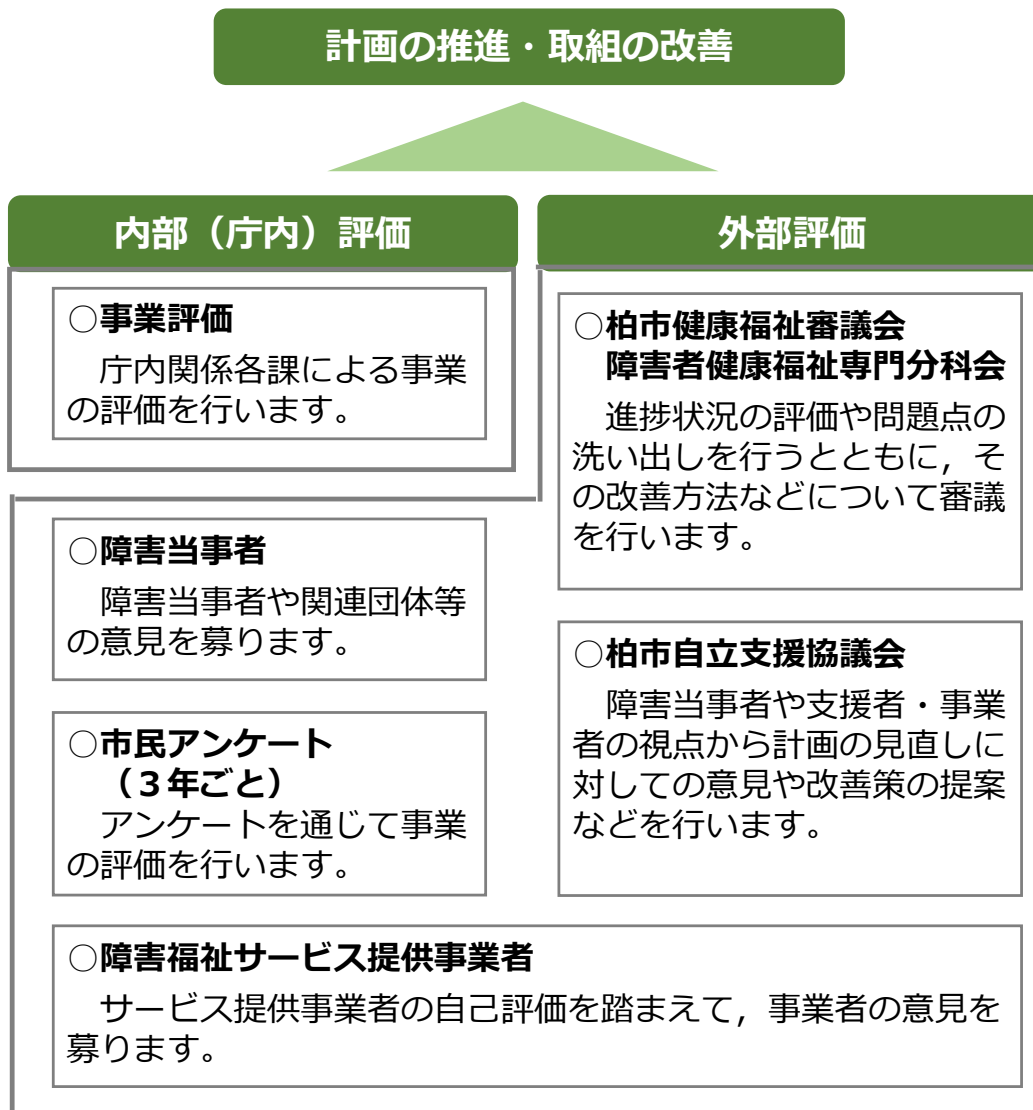 計画の推進・取組の改善
内部（庁内）評価
○事業評価
庁内関係各課による事業
の評価を行います。
外部評価
○柏市健康福祉審議会
障害者健康福祉専門分科会
進捗状況の評価や問題点の
洗い出しを行うとともに，そ
の改善方法などについて審議
を行います。
○障害当事者
障害当事者や関連団体等
の意見を募ります。
○柏市自立支援協議会
障害当事者や支援者・事業
者の視点から計画の見直しに
対しての意見や改善策の提案
などを行います。
○市民アンケート
（３年ごと）
アンケートを通じて事業
の評価を行います。
○障害福祉サービス提供事業者
サービス提供事業者の自己評価を踏まえて，事業者の意見を
募ります。